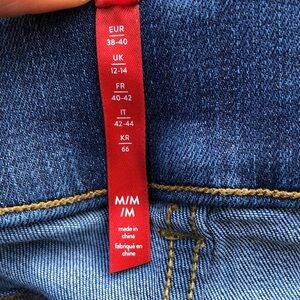 EUR
38-40
UK
12-14
FR
40-42
IT
42-44
KR
66
M/M
/M
made in
china
fabriqué en
chine